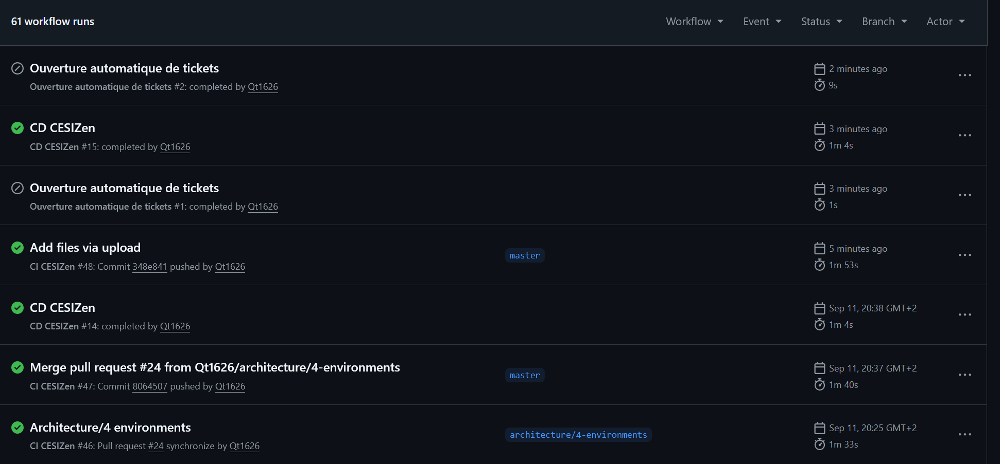 61 workflow runs
Workflow Event Status Branch Actor
Ouverture automatique de tickets
Ouverture automatique de tickets #2: completed by Qt1626
2 minutes ago
9s
CD CESIZen
CD CESIZen #15: completed by Qt1626
3 minutes ago
1m 4s
Ouverture automatique de tickets
Ouverture automatique de tickets #1: completed by Qt1626
3 minutes ago
1s
Add files via upload
CI CESIZen #48: Commit 348e841 pushed by Qt1626
master
5 minutes ago
1m 53s
CD CESIZen
CD CESIZen #14: completed by Qt1626
Sep 11, 20:38 GMT+2
1m 4s
Merge pull request #24 from Qt1626/architecture/4-environments
CI CESIZen #47: Commit 8064507 pushed by Qt1626
master
Sep 11, 20:37 GMT+2
1m 40s
Architecture/4 environments
CI CESIZen #46: Pull request #24 synchronize by Qt1626
architecture/4-environments
Sep 11, 20:25 GMT+2
1m 33s